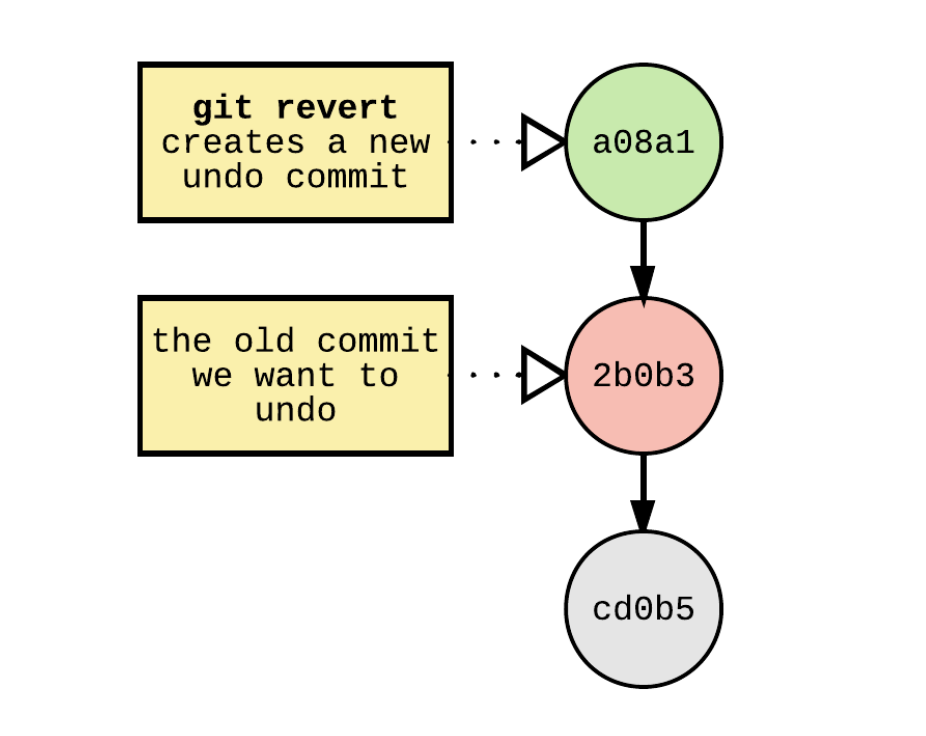 git revert
creates a new
undo commit
a08a1
the old commit
we want to
undo
2b0b3
cd0b5